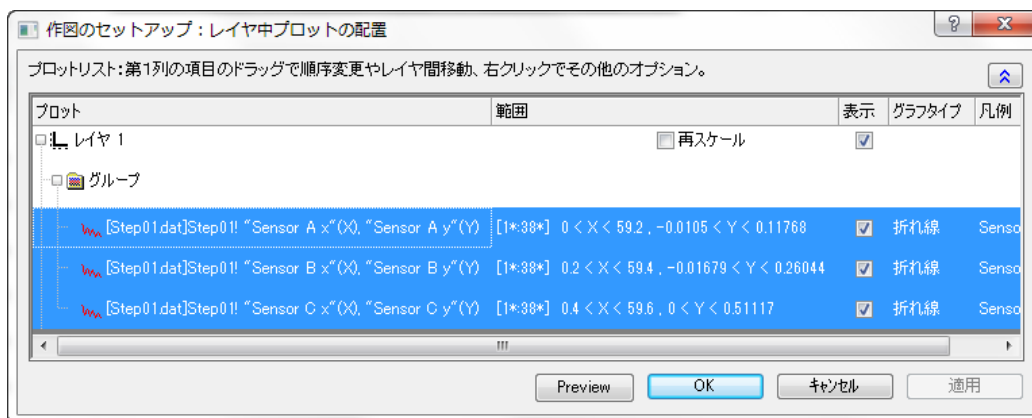 作図のセットアップ：レイヤ中プロットの配置
プロットリスト：第1列の項目のドラッグで順序変更やレイヤ間移動、右クリックでその他のオプション。
プロット 範囲 表示 グラフタイプ 凡例
レイヤ 1 再スケール
グループ
[Step01.dat]Step01! "Sensor A x"(X), "Sensor A y"(Y) [1*:38*] 0 < X < 59.2 , -0.0105 < Y < 0.11768 折れ線 Senso
[Step01.dat]Step01! "Sensor B x"(X), "Sensor B y"(Y) [1*:38*] 0.2 < X < 59.4 , -0.01679 < Y < 0.26044 折れ線 Senso
[Step01.dat]Step01! "Sensor C x"(X), "Sensor C y"(Y) [1*:38*] 0.4 < X < 59.6 , 0 < Y < 0.51117 折れ線 Senso
Preview OK キャンセル 適用